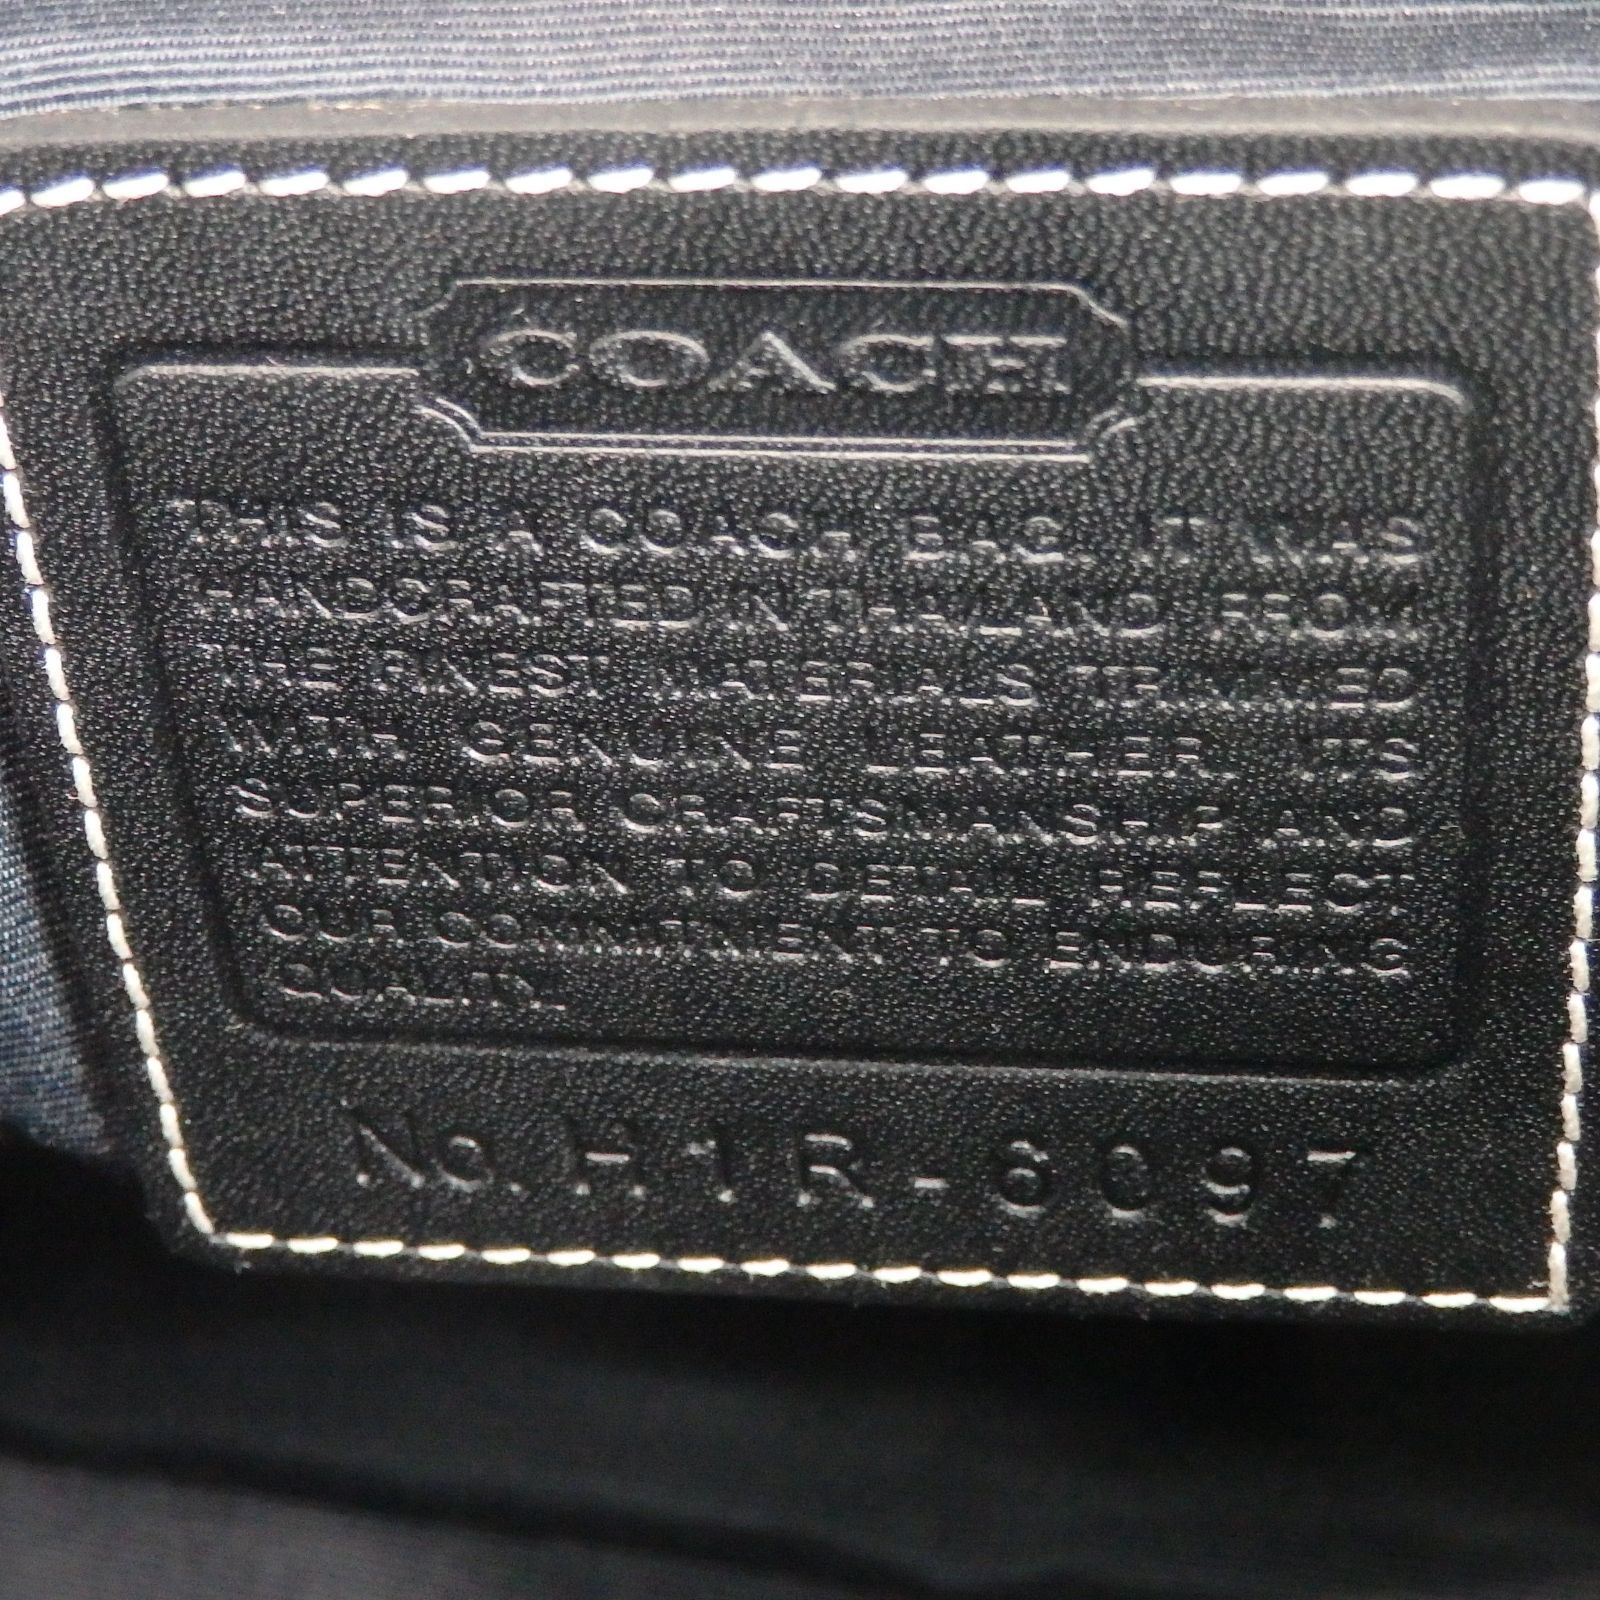 COACH
THIS IS A COACH BAG. IT WAS
HANDCRAFTED IN THAILAND FROM
THE FINEST MATERIALS TRIMMED
WITH GENUINE LEATHER. ITS
SUPERIOR CRAFTSMANSHIP AND
ATTENTION TO DETAIL REFLECT
OUR COMMITMENT TO ENDURING
QUALITY.
No. H1R-6097